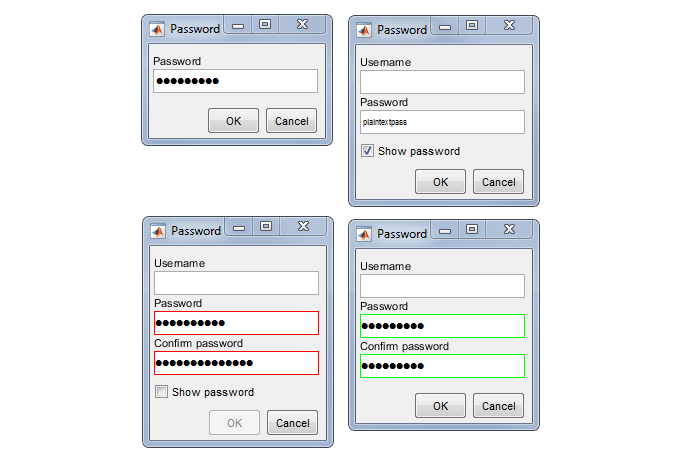 Password
Password
●●●●●●●●●
OK Cancel
Password
Username
Password
plaintextpass
Show password
OK Cancel
Password
Username
Password
●●●●●●●●●●
Confirm password
●●●●●●●●●●●●●●
Show password
OK Cancel
Password
Username
Password
●●●●●●●●●
Confirm password
●●●●●●●●●
OK Cancel